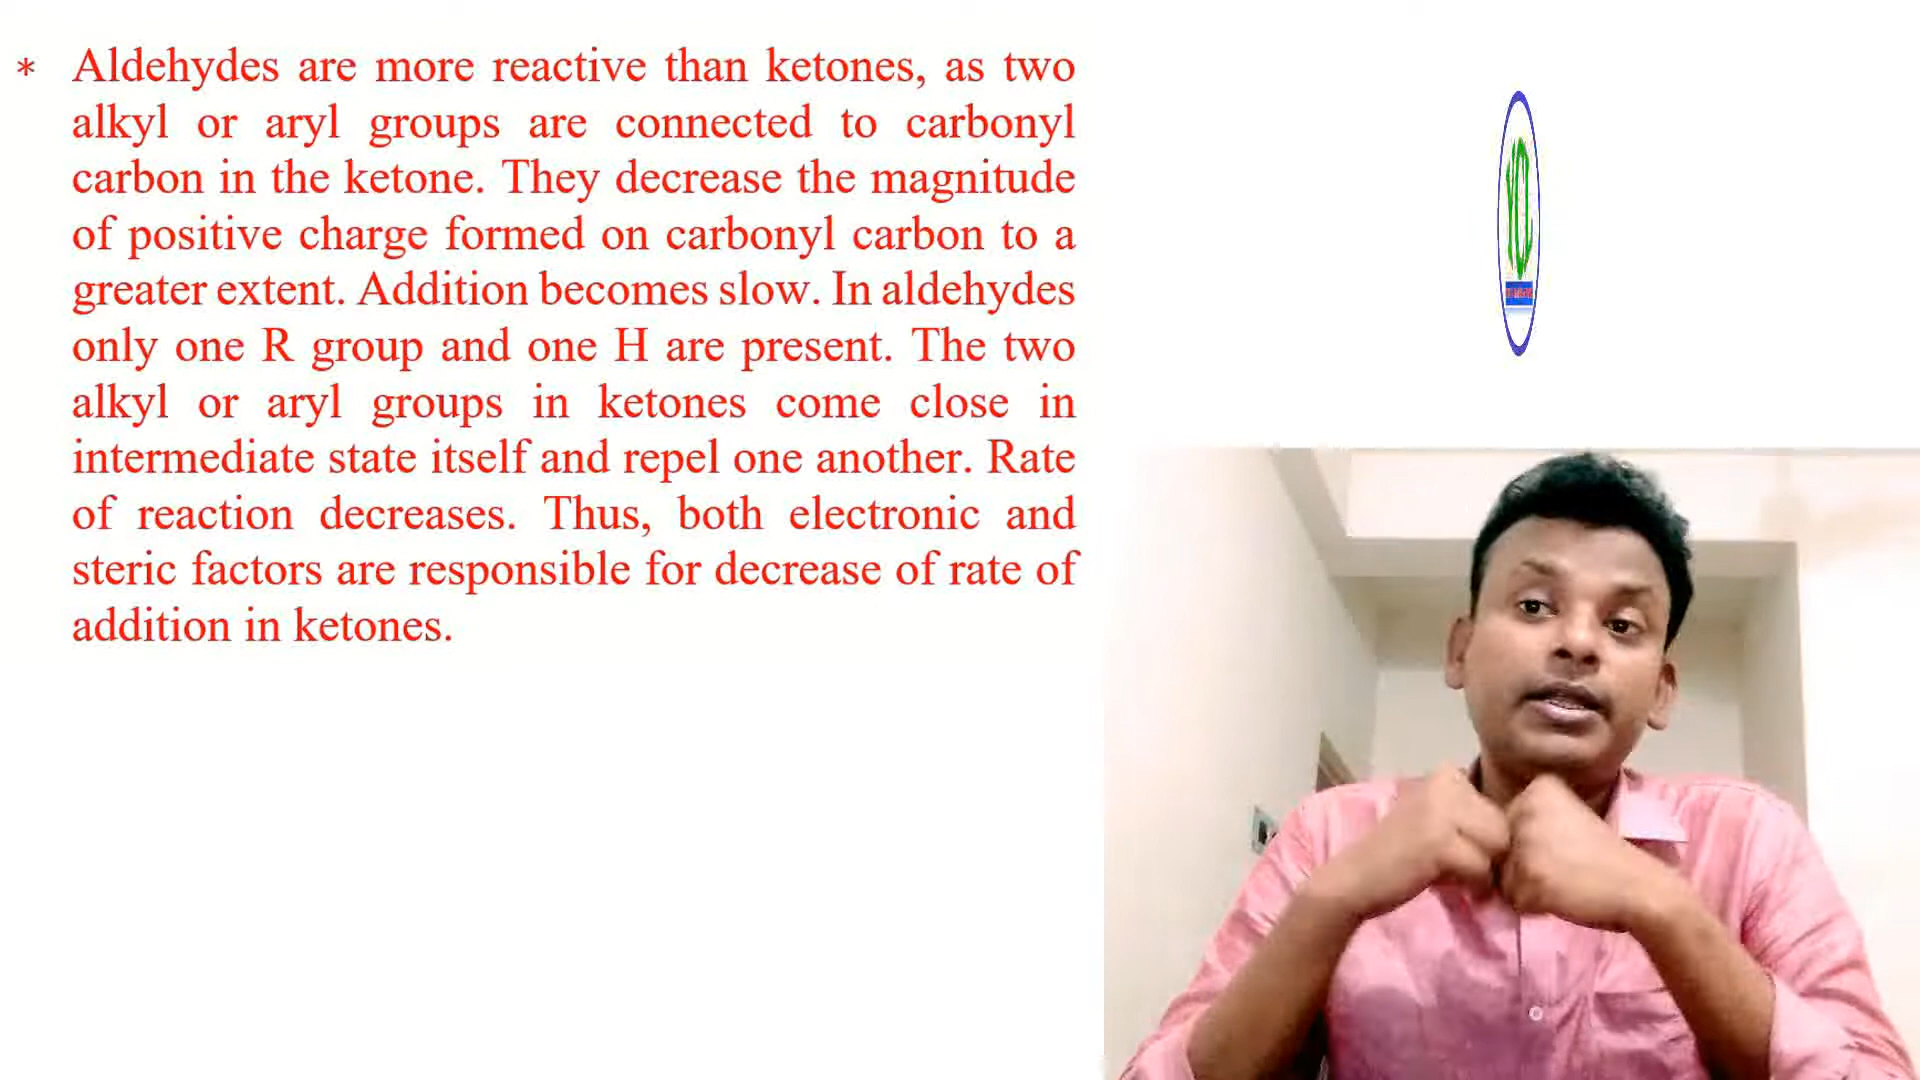 * Aldehydes are more reactive than ketones, as two
alkyl or aryl groups are connected to carbonyl
carbon in the ketone. They decrease the magnitude
of positive charge formed on carbonyl carbon to a
greater extent. Addition becomes slow. In aldehydes
only one R group and one H are present. The two
alkyl or aryl groups in ketones come close in
intermediate state itself and repel one another. Rate
of reaction decreases. Thus, both electronic and
steric factors are responsible for decrease of rate of
addition in ketones.